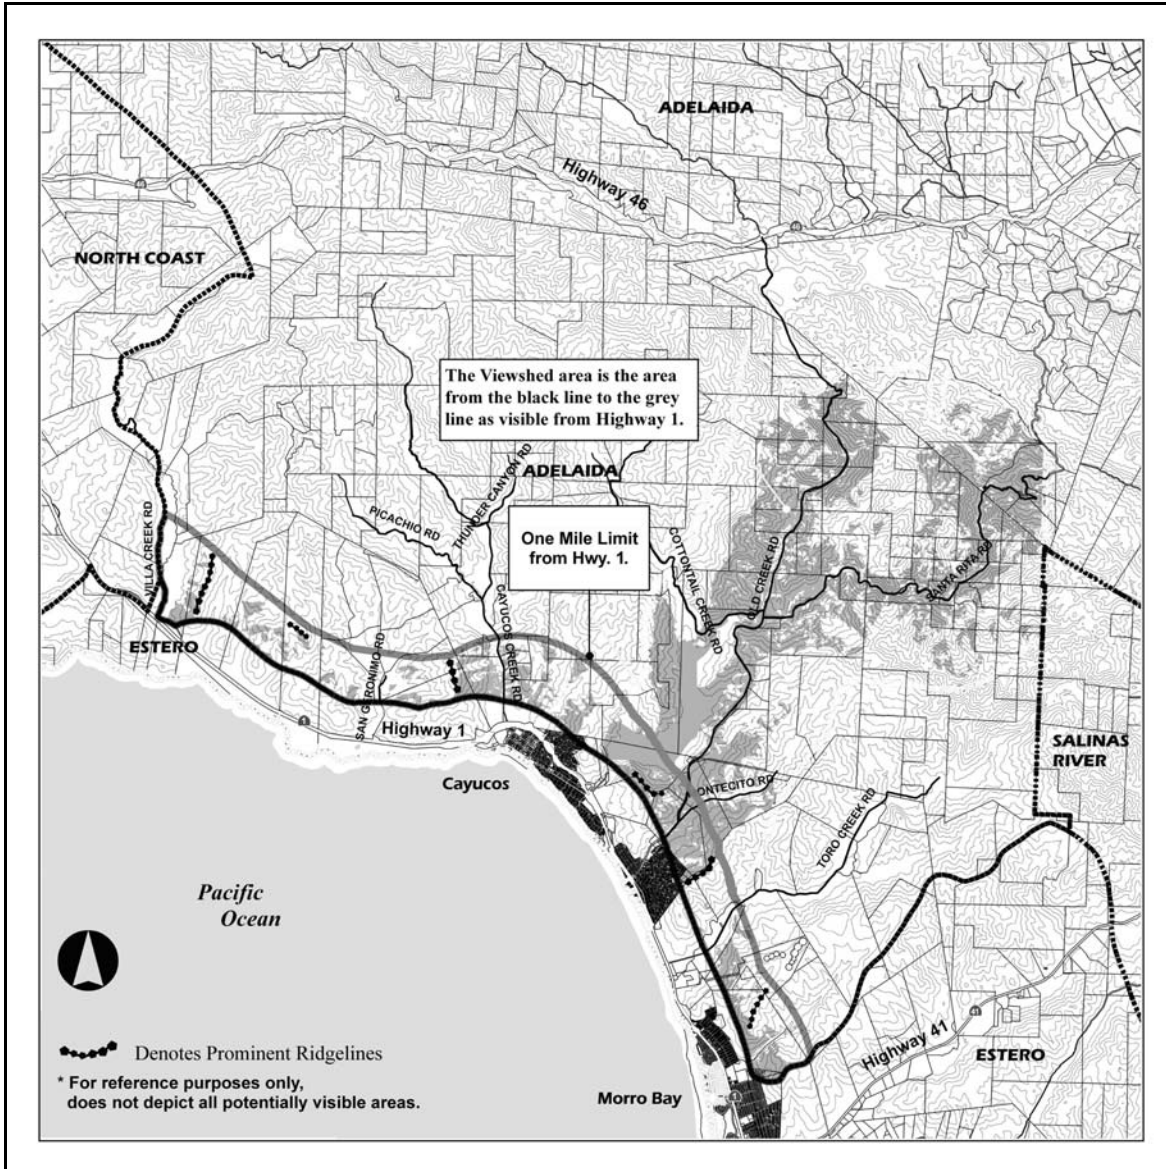 ADELAIDA
Highway 46
NORTH COAST
The Viewshed area is the area
from the black line to the grey
line as visible from Highway 1.
ADELAIDA
THUNDER CANYON RD
PICACHIO RD
One Mile Limit
from Hwy. 1.
VILLA CREEK RD
COTTONTAIL CREEK RD
OLD CREEK RD
SANTA RITA RD
CAYUCOS CREEK RD
ESTERO
SAN GERONIMO RD
Highway 1
1
SALINAS
RIVER
Cayucos
ONTECITO RD
TORO CREEK RD
Pacific
Ocean
Highway 41
ESTERO
Denotes Prominent Ridgelines
* For reference purposes only,
does not depict all potentially visible areas.
Morro Bay
1